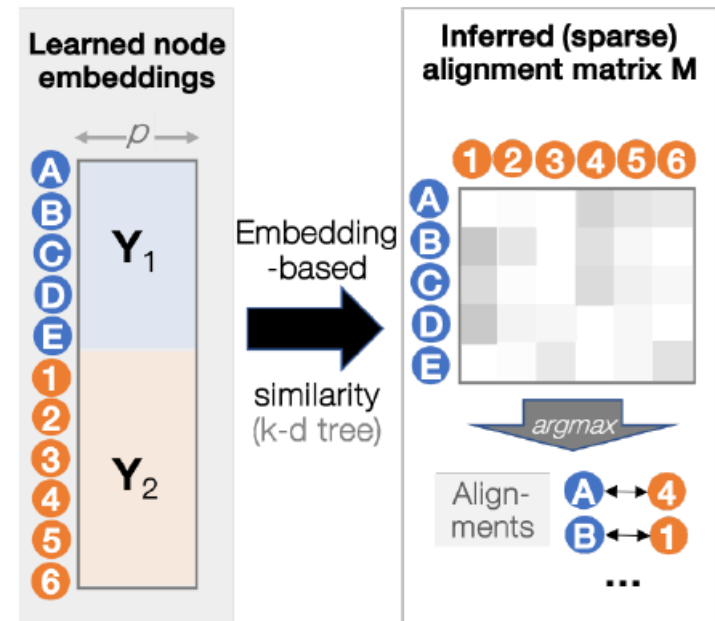 Learned node
embeddings
p
A
B
C
D
E
1
2
3
4
5
6
Y1
Y2
Embedding
-based
similarity
(k-d tree)
Inferred (sparse)
alignment matrix M
1 2 3 4 5 6
A
B
C
D
E
argmax
Align-
ments
A 4
B 1
...